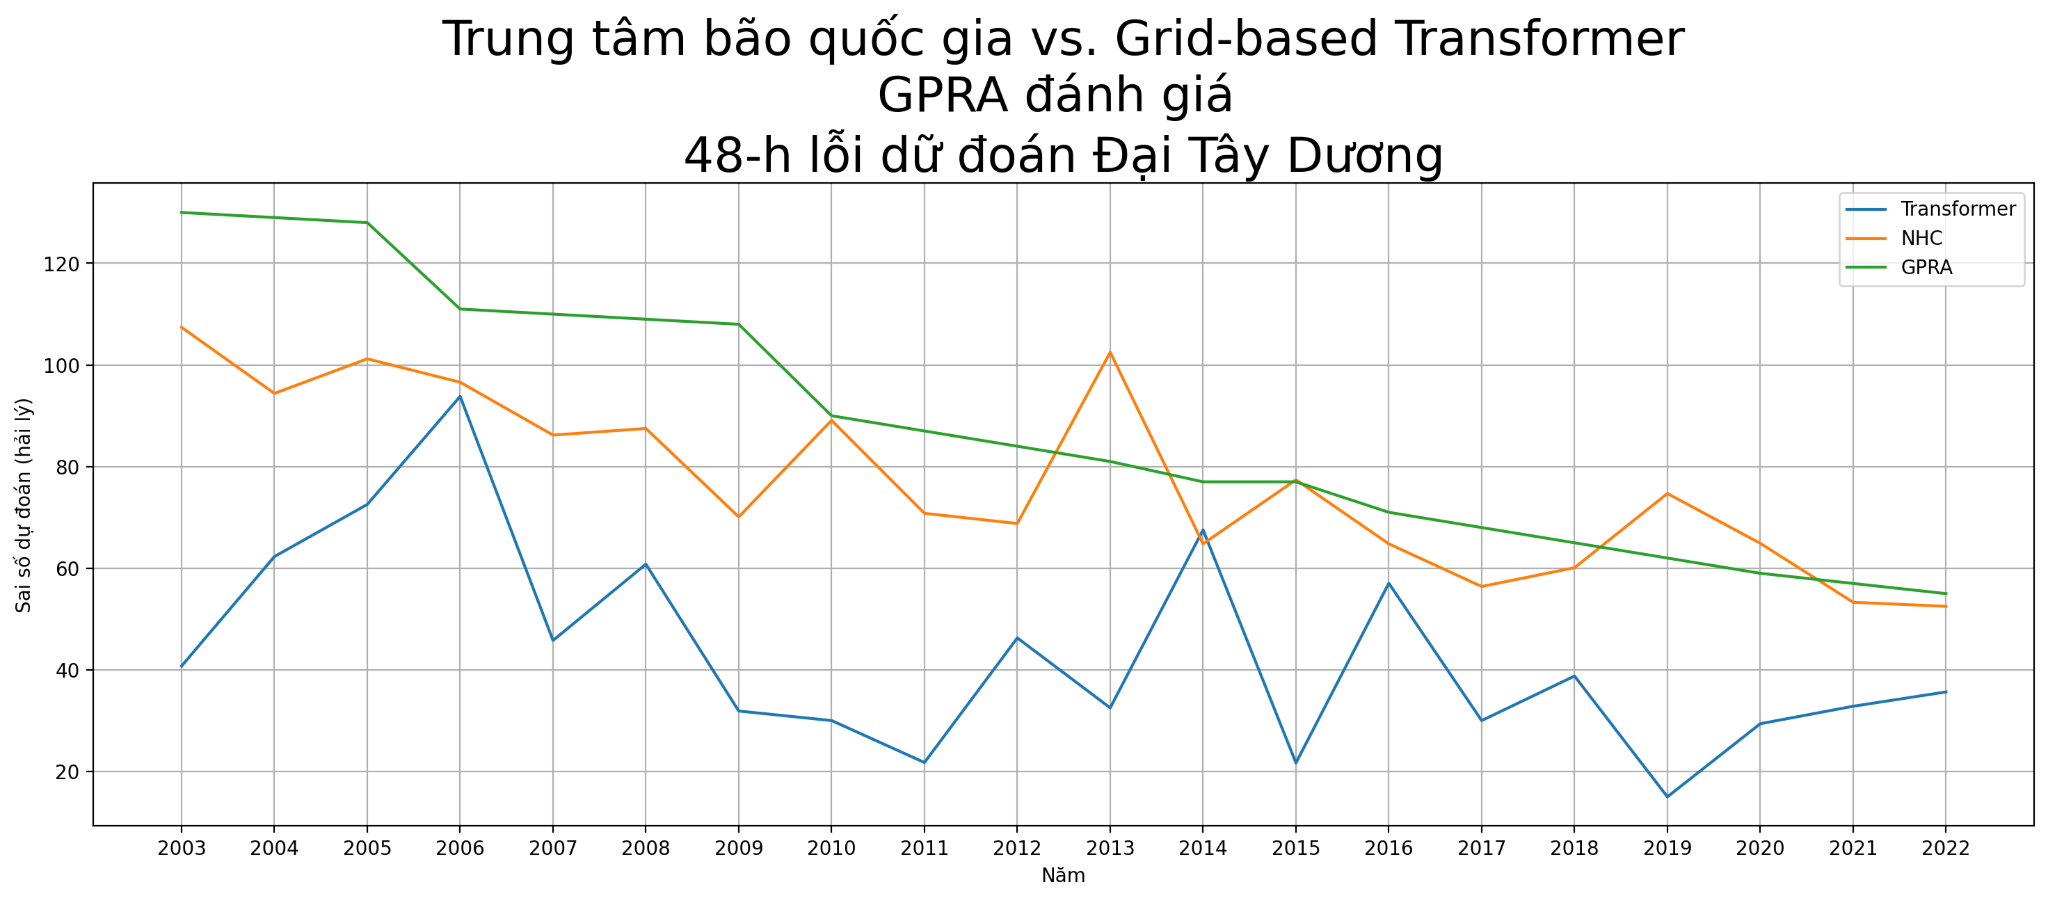 Trung tâm bão quốc gia vs. Grid-based Transformer
GPRA đánh giá
48-h lỗi dữ đoán Đại Tây Dương
Transformer
NHC
GPRA
120
100
80
60
40
20
Sai số dự đoán (hải lý)
2003 2004 2005 2006 2007 2008 2009 2010 2011 2012 2013 2014 2015 2016 2017 2018 2019 2020 2021 2022
Năm